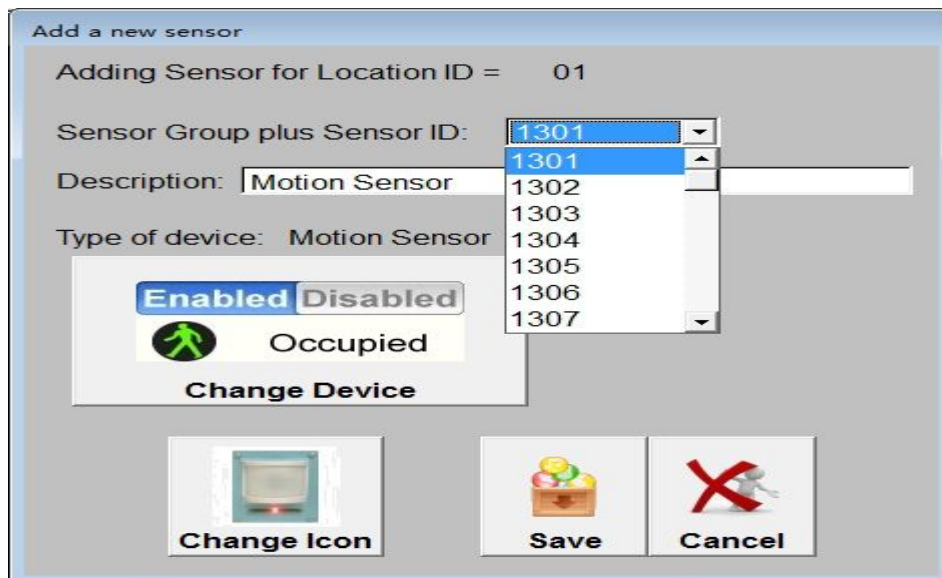 Add a new sensor
Adding Sensor for Location ID = 01
Sensor Group plus Sensor ID: 1301
1301
Description: Motion Sensor
1302
1303
Type of device: Motion Sensor
1304
1305
1306
1307
Enabled Disabled
Occupied
Change Device
Change Icon
Save
Cancel